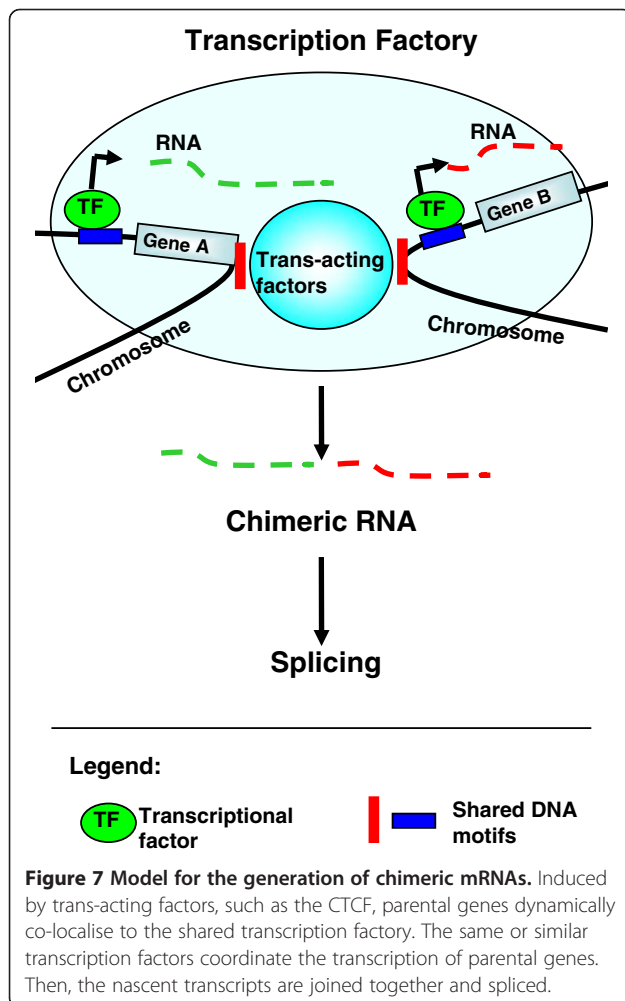 Transcription Factory
RNA
RNA
TF
TF
Gene A
Gene B
Trans-acting
factors
Chromosome
Chromosome
Chimeric RNA
Splicing
Legend:
TF
Transcriptional
factor
Shared DNA
motifs
Figure 7 Model for the generation of chimeric mRNAs. Induced
by trans-acting factors, such as the CTCF, parental genes dynamically
co-localise to the shared transcription factory. The same or similar
transcription factors coordinate the transcription of parental genes.
Then, the nascent transcripts are joined together and spliced.